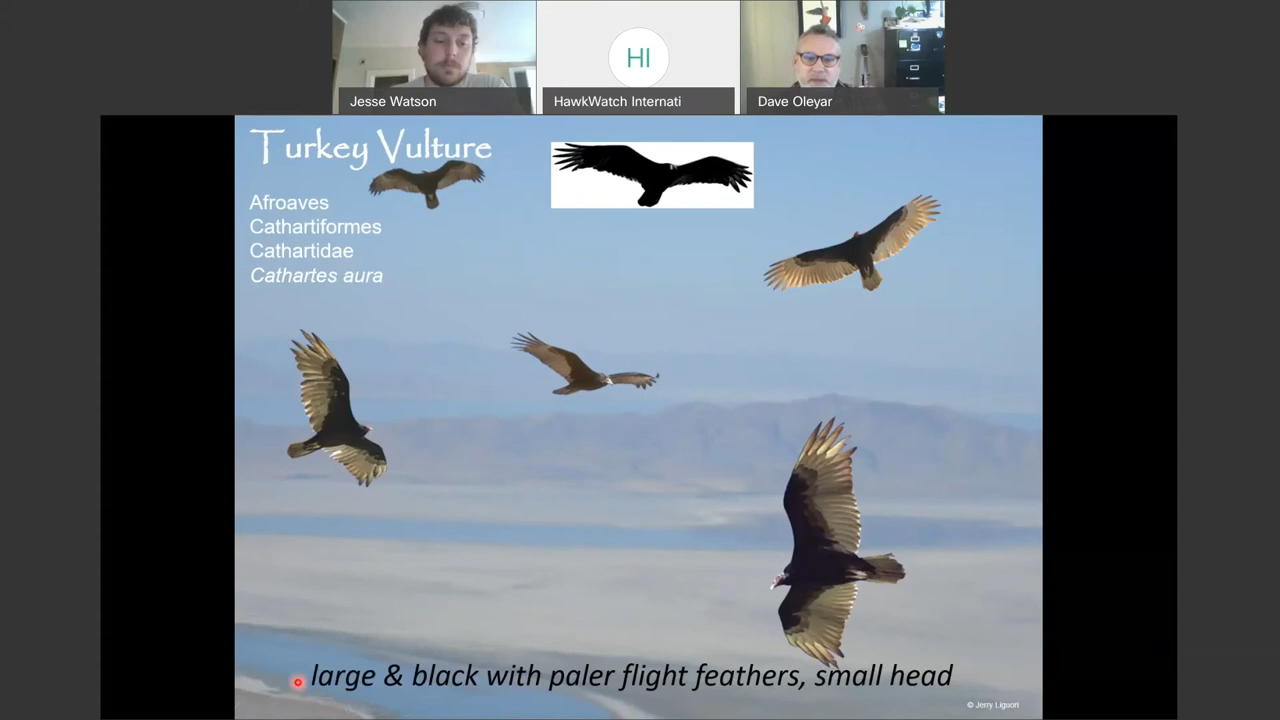 HI
Jesse Watson
HawkWatch Internati
Dave Oleyar
Turkey Vulture
Afroaves
Cathartiformes
Cathartidae
Cathartes aura
large & black with paler flight feathers, small head
© Jerry Liguori